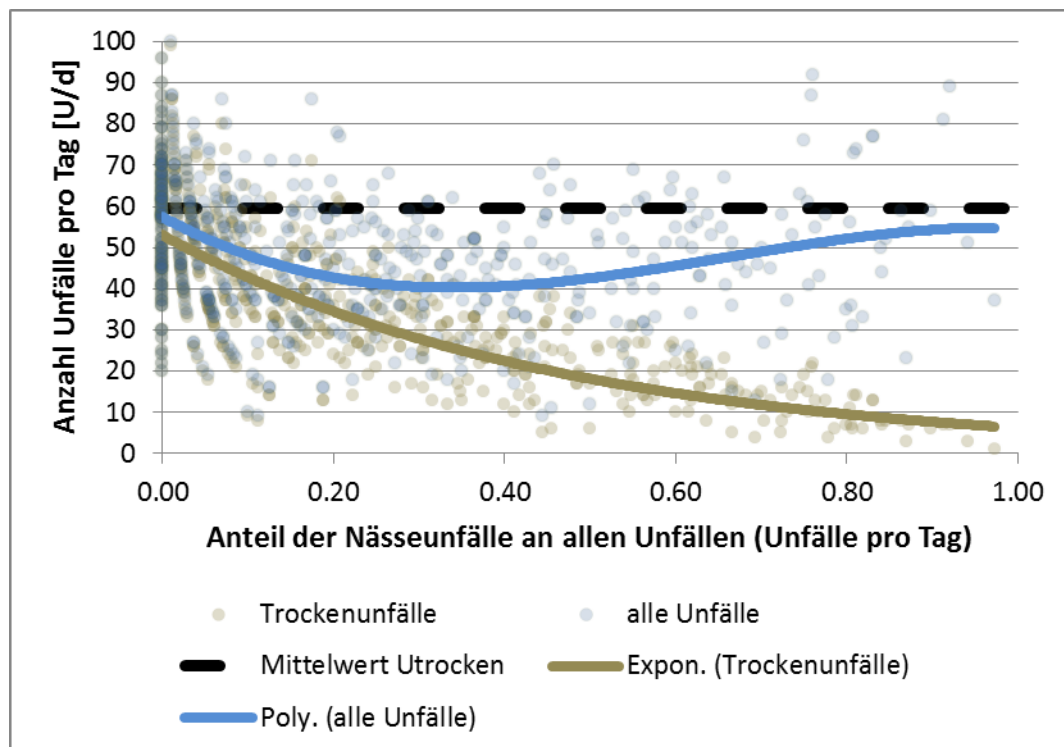 Anzahl Unfälle pro Tag [U/d]
100
90
80
70
60
50
40
30
20
10
0
0.00 0.20 0.40 0.60 0.80 1.00
Anteil der Nässeunfälle an allen Unfällen (Unfälle pro Tag)
Trockenunfälle alle Unfälle
Mittelwert Utrocken Expon. (Trockenunfälle)
Poly. (alle Unfälle)